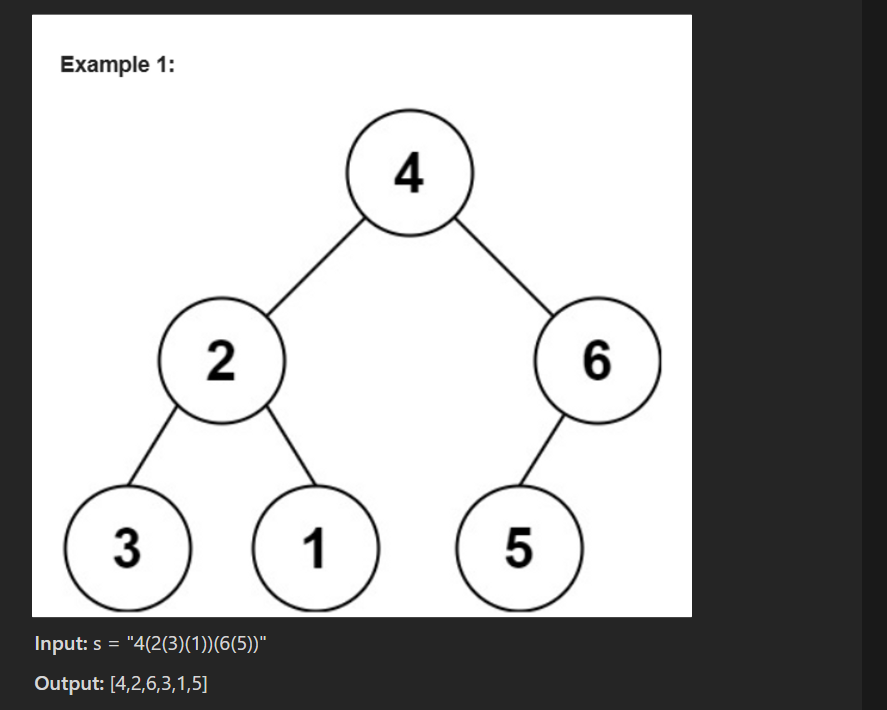 Example 1:
4
2
6
3
1
5
Input: s = "4(2(3)(1))(6(5))"
Output: [4,2,6,3,1,5]